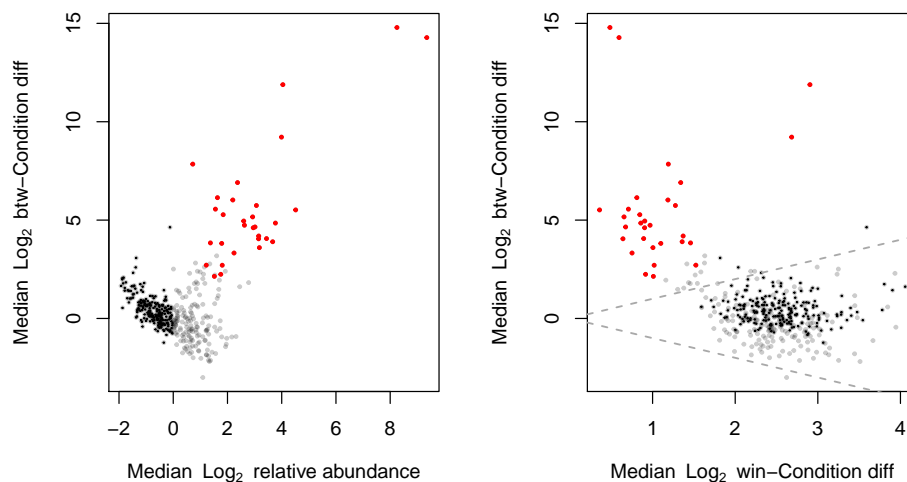 Median Log2 btw−Condition diff
15
10
5
0
−2 0 2 4 6 8
Median Log2 relative abundance
Median Log2 btw−Condition diff
15
10
5
0
1 2 3 4
Median Log2 win−Condition diff